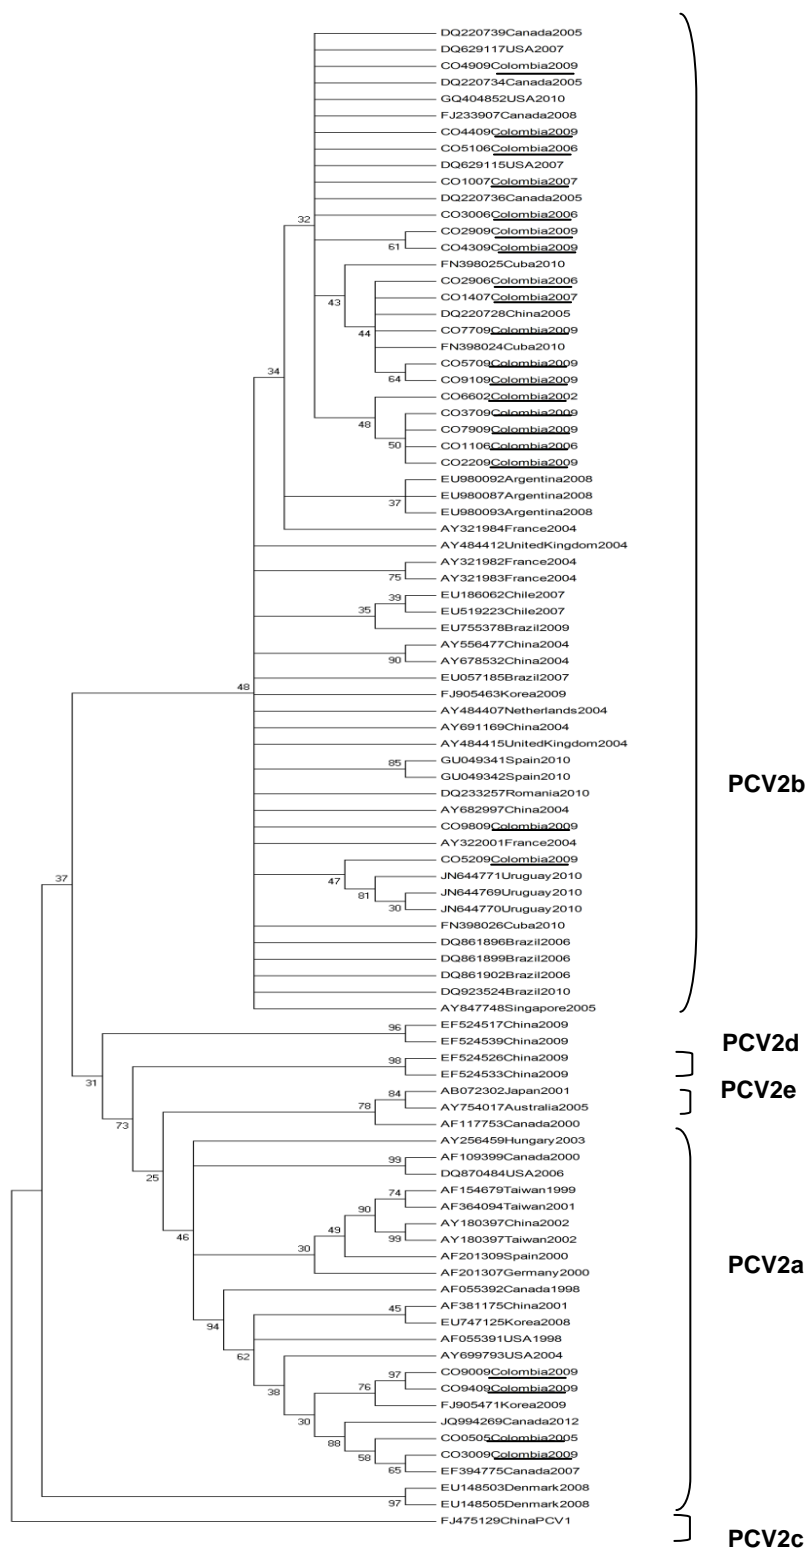 DQ220739Canada2005
DQ629117USA2007
CO4909Colombia2009
DQ220734Canada2005
GQ404852USA2010
FJ233907Canada2008
CO4409Colombia2009
CO5106Colombia2006
DQ629115USA2007
CO1007Colombia2007
DQ220736Canada2005
CO3006Colombia2006
32
CO2909Colombia2009
61
CO4309Colombia2009
FN398025Cuba2010
CO2906Colombia2006
43
CO1407Colombia2007
DQ220728China2005
44
CO7709Colombia2009
FN398024Cuba2010
CO5709Colombia2009
34
64
CO9109Colombia2009
CO6602Colombia2002
CO3709Colombia2009
48
CO7909Colombia2009
50
CO1106Colombia2006
CO2209Colombia2009
EU980092Argentina2008
EU980087Argentina2008
37
EU980093Argentina2008
AY321984France2004
AY484412UnitedKingdom2004
AY321982France2004
75
AY321983France2004
39
EU186062Chile2007
35
EU519223Chile2007
EU755378Brazil2009
AY556477China2004
90
AY678532China2004
EU057185Brazil2007
48
FJ905463Korea2009
AY484407Netherlands2004
AY691169China2004
AY484415UnitedKingdom2004
85
GU049341Spain2010
GU049342Spain2010
PCV2b
DQ233257Romania2010
AY682997China2004
CO9809Colombia2009
AY322001France2004
CO5209Colombia2009
37
47
JN644771Uruguay2010
81
JN644769Uruguay2010
30
JN644770Uruguay2010
FN398026Cuba2010
DQ861896Brazil2006
DQ861899Brazil2006
DQ861902Brazil2006
DQ923524Brazil2010
AY847748Singapore2005
96
EF524517China2009
EF524539China2009
PCV2d
98
EF524526China2009
EF524533China2009
31
84
AB072302Japan2001
PCV2e
78
AY754017Australia2005
AF117753Canada2000
73
AY256459Hungary2003
99
AF109399Canada2000
25
DQ870484USA2006
74
AF154679Taiwan1999
90
AF364094Taiwan2001
AY180397China2002
49
99
AY180397Taiwan2002
46
30
AF201309Spain2000
PCV2a
AF201307Germany2000
AF055392Canada1998
45
AF381175China2001
94
EU747125Korea2008
AF055391USA1998
62
AY699793USA2004
97
CO9009Colombia2009
76
CO9409Colombia2009
38
FJ905471Korea2009
30
JQ994269Canada2012
88
CO0505Colombia2005
58
CO3009Colombia2009
65
EF394775Canada2007
EU148503Denmark2008
97
EU148505Denmark2008
FJ475129ChinaPCV1
PCV2c